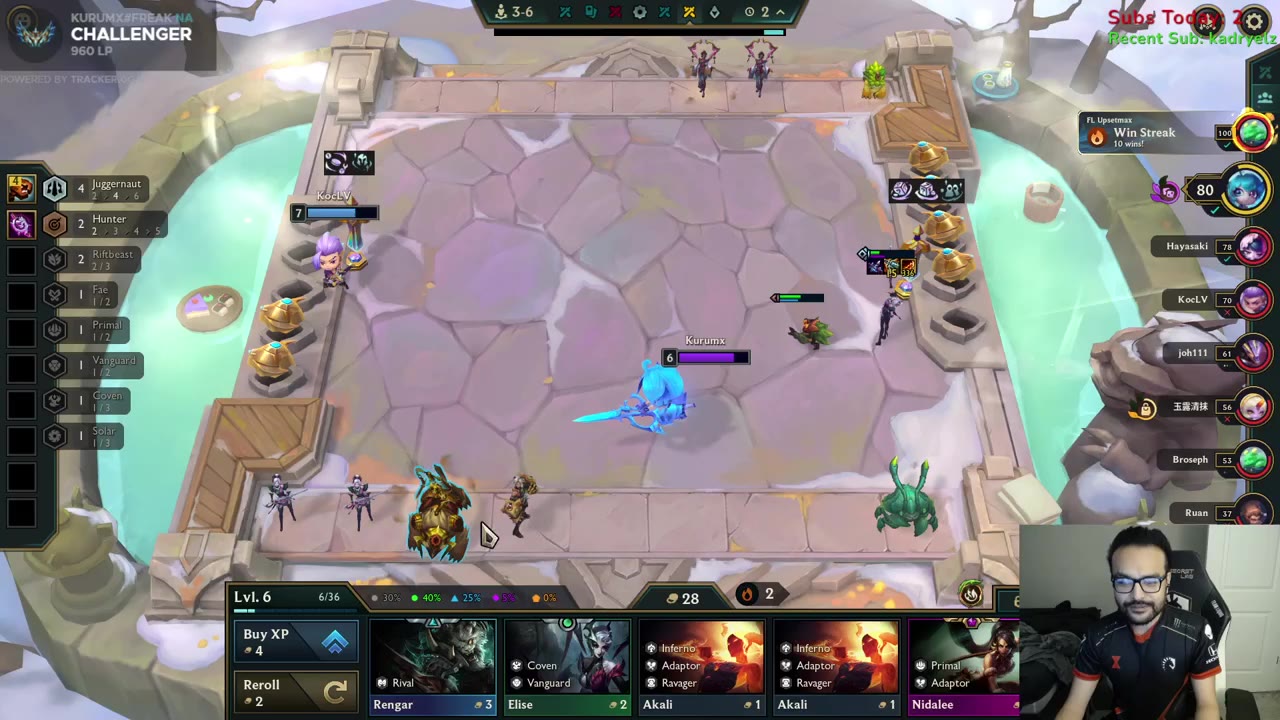 KURUMX#FREAK NA
CHALLENGER
960 LP
POWERED BY TRACKER.GG
3-6
2
Subs Today: 2
Recent Sub: kadryelz
FL Upsetmax
Win Streak
10 wins!
100
80
Hayasaki 78
KocLV 70
joh111 61
玉露清抹 56
Broseph 53
Ruan 37
4 Juggernaut
2 > 4 > 6
2 Hunter
2 > 3 > 4 > 5
2 Riftbeast
2 / 3
1 Fae
1 / 2
1 Primal
1 / 2
1 Vanguard
1 / 2
1 Coven
1 / 3
1 Solar
1 / 3
KocLV
7
Kurumx
6
Lvl. 6 6/36
30% 40% 25% 5% 0%
28
2
Buy XP
4
Reroll
2
Rival
Rengar 3
Coven
Vanguard
Elise 2
Inferno
Adaptor
Ravager
Akali 1
Inferno
Adaptor
Ravager
Akali 1
Primal
Adaptor
Nidalee